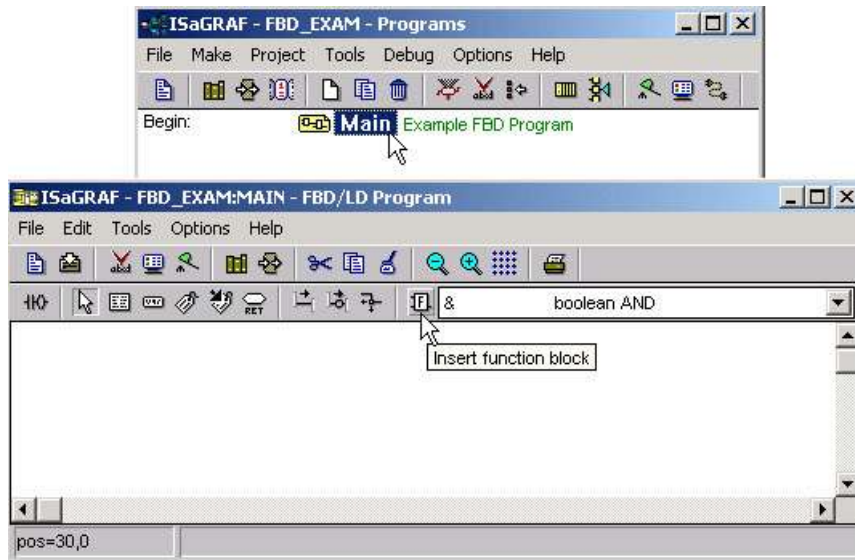 ISaGRAF - FBD_EXAM - Programs
File Make Project Tools Debug Options Help
Begin: Main Example FBD Program
ISaGRAF - FBD_EXAM:MAIN - FBD/LD Program
File Edit Tools Options Help
RET F & boolean AND
Insert function block
pos=30,0